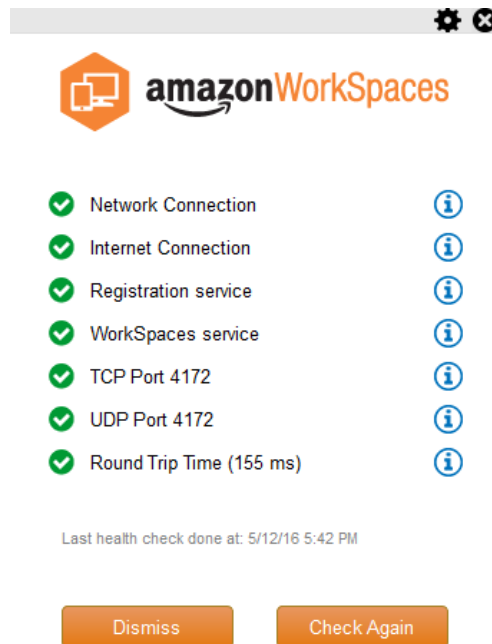 amazonWorkSpaces
Network Connection
Internet Connection
Registration service
WorkSpaces service
TCP Port 4172
UDP Port 4172
Round Trip Time (155 ms)
Last health check done at: 5/12/16 5:42 PM
Dismiss
Check Again